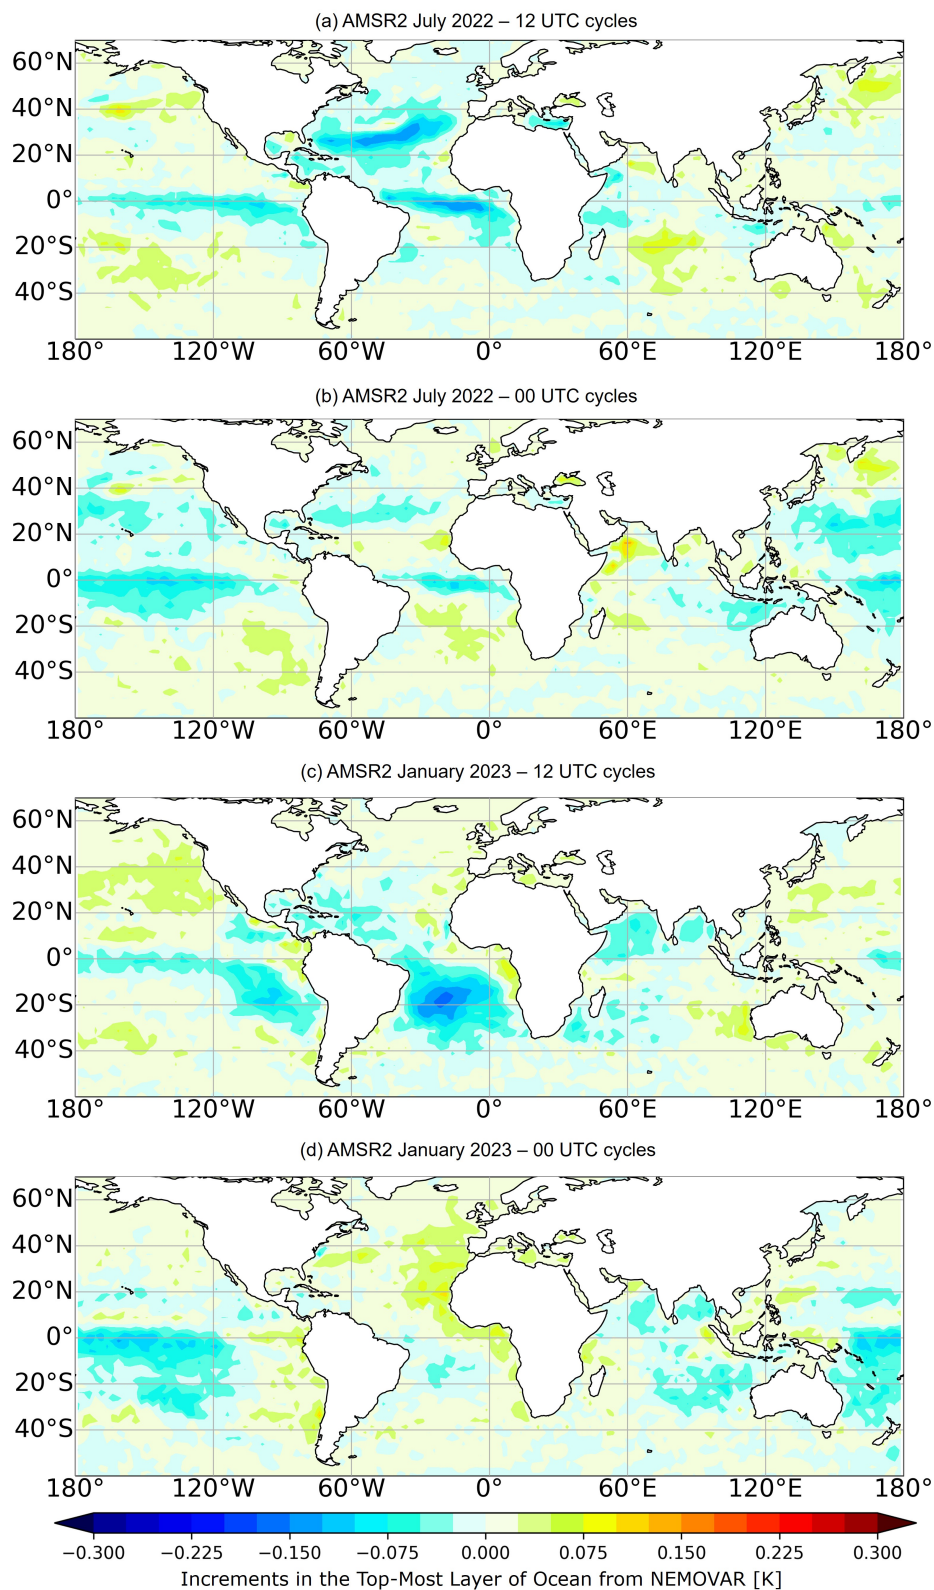 (a) AMSR2 July 2022 – 12 UTC cycles
60°N
40°N
20°N
0°
20°S
40°S
180° 120°W 60°W 0° 60°E 120°E 180°
(b) AMSR2 July 2022 – 00 UTC cycles
60°N
40°N
20°N
0°
20°S
40°S
180° 120°W 60°W 0° 60°E 120°E 180°
(c) AMSR2 January 2023 – 12 UTC cycles
60°N
40°N
20°N
0°
20°S
40°S
180° 120°W 60°W 0° 60°E 120°E 180°
(d) AMSR2 January 2023 – 00 UTC cycles
60°N
40°N
20°N
0°
20°S
40°S
180° 120°W 60°W 0° 60°E 120°E 180°
−0.300 −0.225 −0.150 −0.075 0.000 0.075 0.150 0.225 0.300
Increments in the Top-Most Layer of Ocean from NEMOVAR [K]